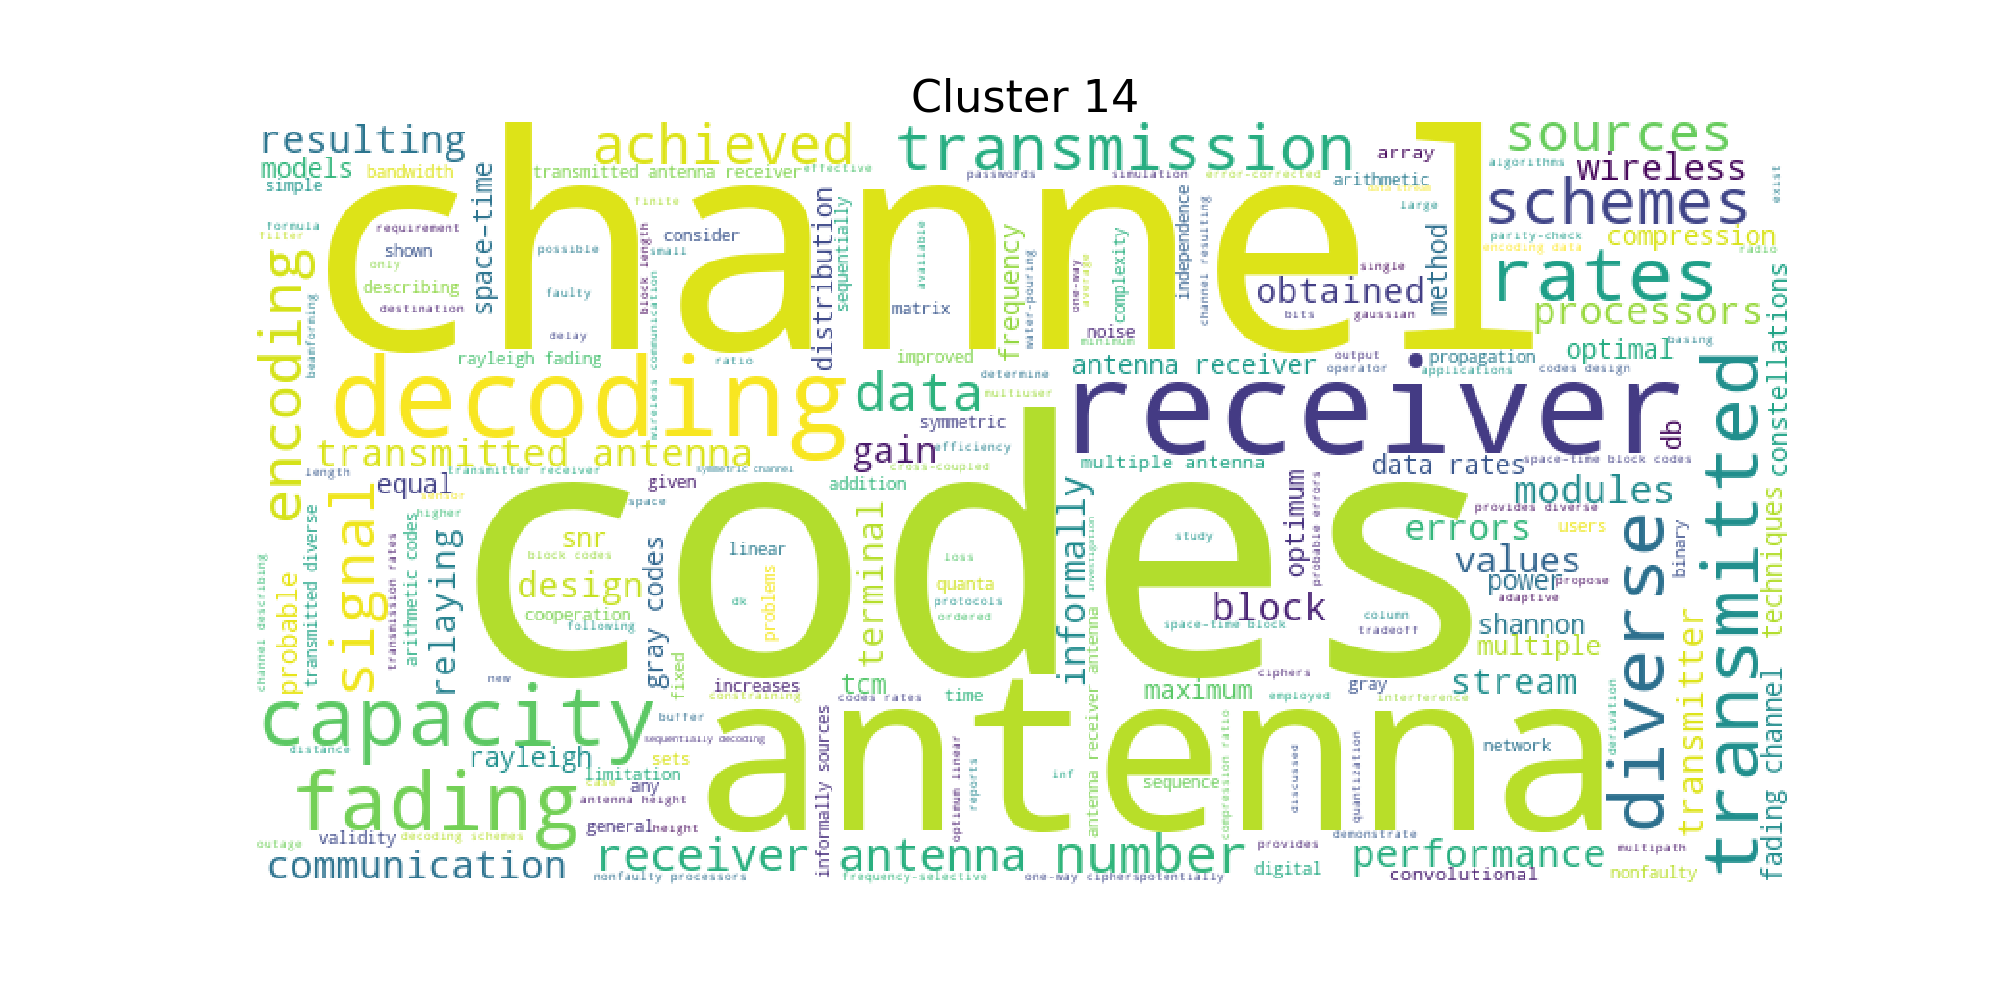 Cluster 14
resulting
achieved
transmission
sources
models
bandwidth
simple
space-time
transmitted antenna receiver
effective
passwords
simulation
error-corrected
array
arithmetic
data stream
large
algorithms
wireless
schemes
exist
channel
formula
filter
requirement
shown
only
describing
destination
finite
possible
faulty
delay
block length
consider
small
distribution
sequentially
available
matrix
frequency
water-pouring
one-way
average
complexity
noise
minimum
independence
channel resulting
obtained
bits
gaussian
single
method
parity-check
encoding data
compression
radio
rates
processors
encoding
beamforming
rayleigh fading
wireless communication
ratio
improved
determine
multiuser
antenna receiver
output
operator
propagation
applications
codes design
optimal
basing
constellations
decoding
data
symmetric
efficiency
gain
cross-coupled
receiver
db
transmitted
transmitted antenna
length
transmitter receiver
symmetric channel
equal
sensor
higher
given
space
addition
multiple antenna
data rates
space-time block codes
modules
provides diverse
errors
users
values
binary
power
propose
adaptive
signal
transmitted diverse
transmission rates
arithmetic codes
relaying
codes
snr
block codes
design
cooperation
following
gray codes
linear
dk
problems
terminal
loss
quanta
protocols
ordered
informally
investigation
study
optimum
probable errors
block
space-time block
column
tradeoff
shannon
multiple
diverse
transmitter
techniques
channel describing
probable
new
fixed
increases
constraining
tcm
codes rates
time
antenna receiver antenna
maximum
ciphers
employed
gray
interference
stream
derivation
fading channel
capacity
distance
buffer
sequentially decoding
rayleigh
limitation
sets
case
any
antenna height
antenna
informally sources
optimum linear
reports
inf
sequence
compression ratio
discussed
quantization
network
fading
outage
validity
decoding schemes
general
height
demonstrate
communication
receiver antenna
number
provides
digital
performance
multipath
nonfaulty processors
frequency-selective
one-way ciphers
potentially
convolutional
nonfaulty